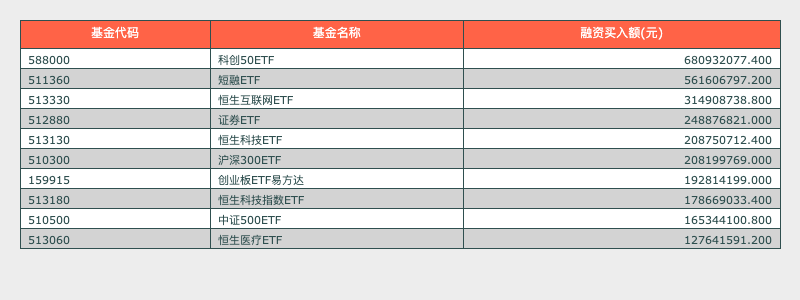 基金代码 基金名称 融资买入额(元)
588000 科创50ETF 680932077.400
511360 短融ETF 561606797.200
513330 恒生互联网ETF 314908738.800
512880 证券ETF 248876821.000
513130 恒生科技ETF 208750712.400
510300 沪深300ETF 208199769.000
159915 创业板ETF易方达 192814199.000
513180 恒生科技指数ETF 178669033.400
510500 中证500ETF 165344100.800
513060 恒生医疗ETF 127641591.200